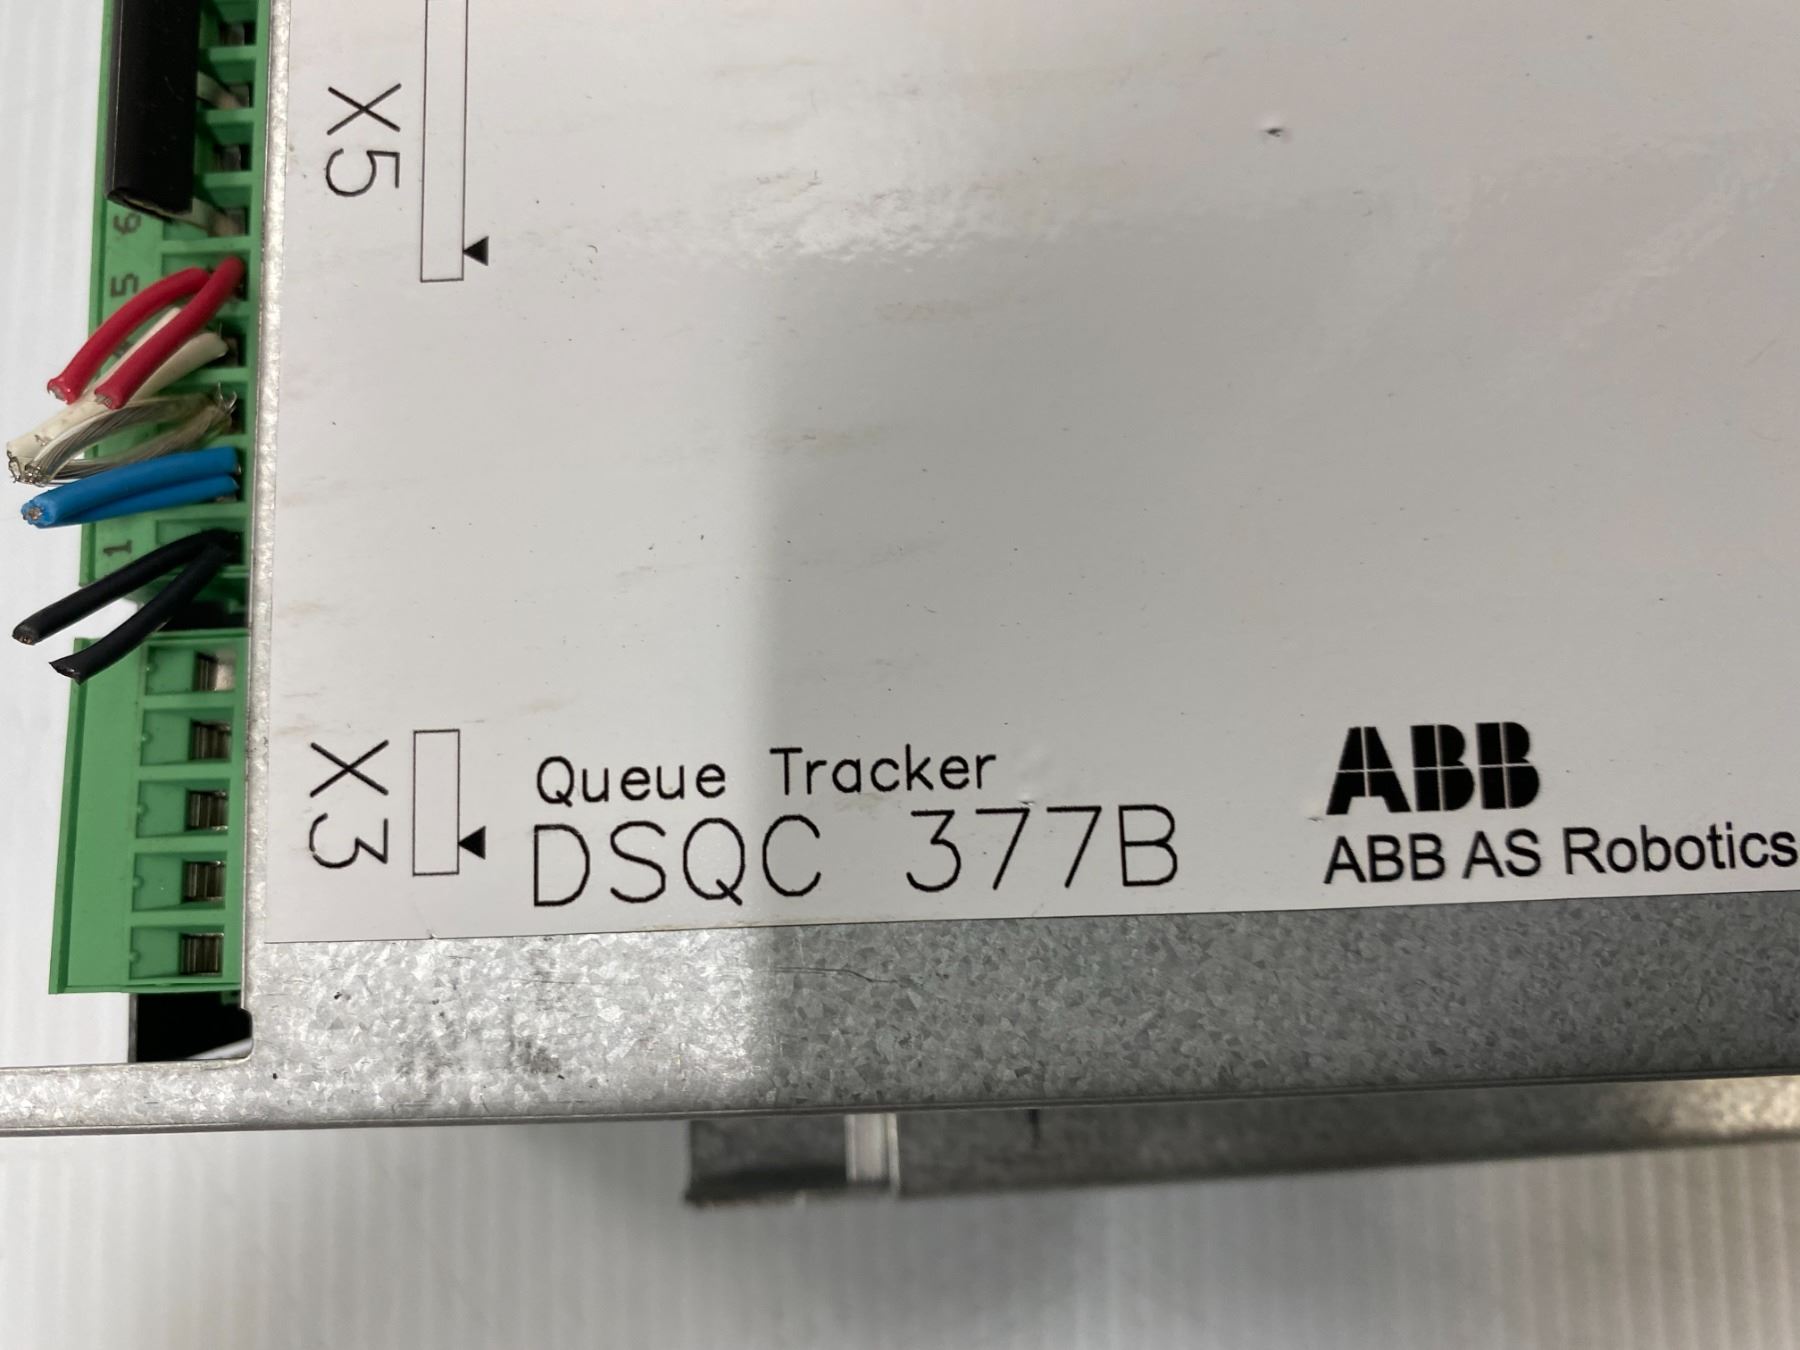 X5
6
5
1
X3
Queue Tracker
DSQC 377B
ABB
ABB AS Robotics